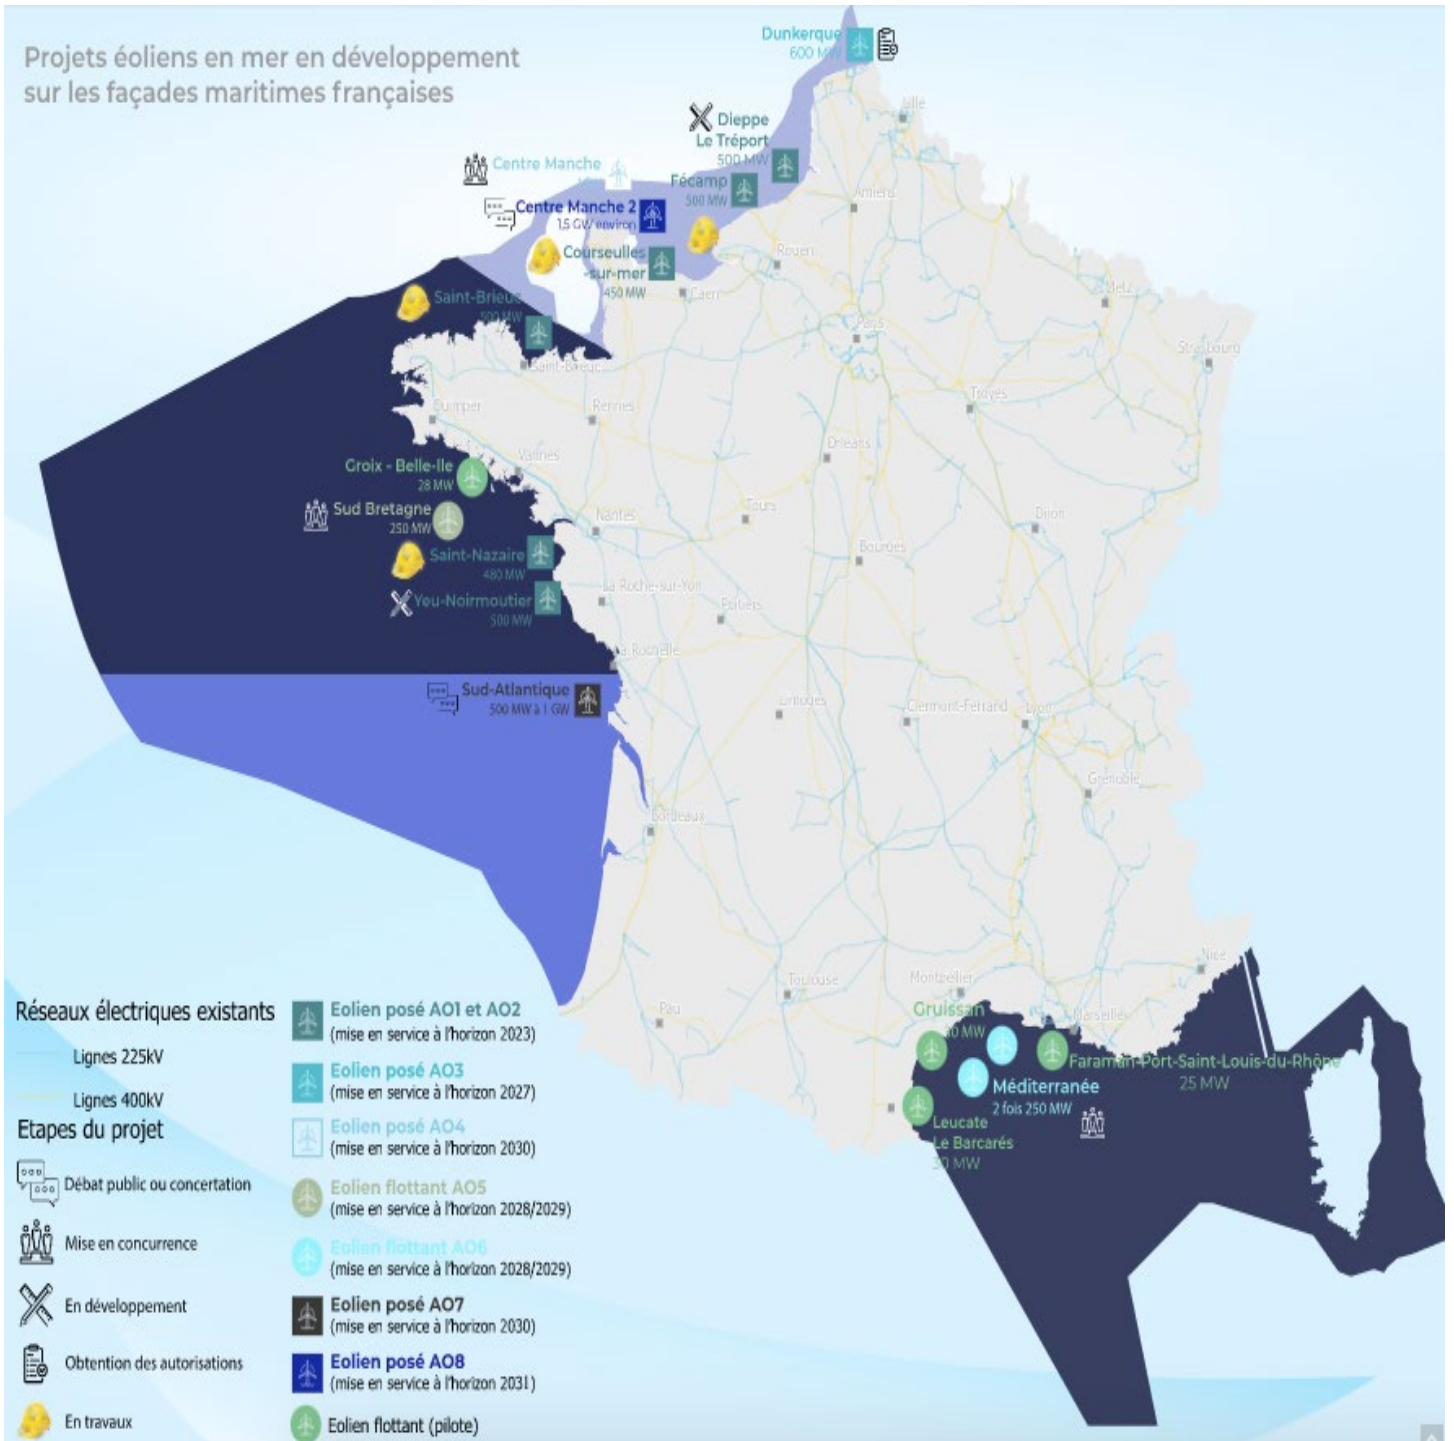 Projets éoliens en mer en développement
sur les façades maritimes françaises
Dunkerque
600 MW
Lille
Dieppe
Le Tréport
500 MW
Centre Manche
Fécamp
500 MW
Amiens
Centre Manche 2
1,5 GW environ
Courseulles
-sur-mer
450 MW
Rouen
Caen
Metz
Saint-Brieuc
500 MW
Paris
Strasbourg
Saint-Brieuc
Troyes
Quimper
Rennes
Orléans
Vannes
Groix - Belle-Ile
28 MW
Sud Bretagne
250 MW
Nantes
Tours
Dijon
Saint-Nazaire
480 MW
Bourges
Yeu-Noirmoutier
500 MW
La Roche-sur-Yon
Poitiers
La Rochelle
Sud-Atlantique
500 MW à 1 GW
Limoges
Clermont-Ferrand
Lyon
Grenoble
Bordeaux
Nice
Toulouse
Montpellier
Pau
Marseille
Gruissan
30 MW
Faraman-Port-Saint-Louis-du-Rhône
25 MW
Méditerranée
2 fois 250 MW
Leucate
Le Barcarés
30 MW
Réseaux électriques existants
Lignes 225kV
Lignes 400kV
Etapes du projet
Débat public ou concertation
Mise en concurrence
En développement
Obtention des autorisations
En travaux
Eolien posé AO1 et AO2
(mise en service à l'horizon 2023)
Eolien posé AO3
(mise en service à l'horizon 2027)
Eolien posé AO4
(mise en service à l'horizon 2030)
Eolien flottant AO5
(mise en service à l'horizon 2028/2029)
Eolien flottant AO6
(mise en service à l'horizon 2028/2029)
Eolien posé AO7
(mise en service à l'horizon 2030)
Eolien posé AO8
(mise en service à l'horizon 2031)
Eolien flottant (pilote)